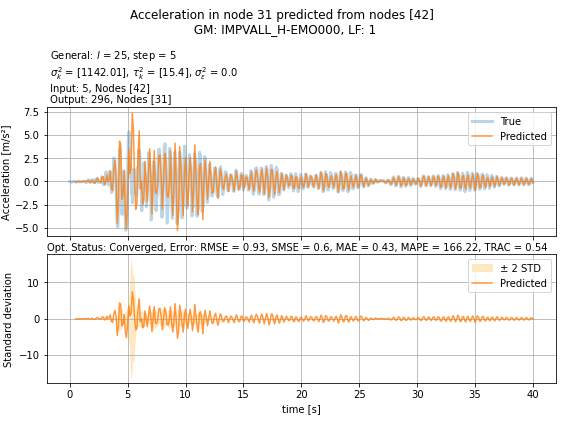 Acceleration in node 31 predicted from nodes [42]
GM: IMPVALL_H-EMO000, LF: 1
General: l = 25, step = 5
σ²ₖ = [1142.01], τ²ₖ = [15.4], σ²ε = 0.0
Input: 5, Nodes [42]
Output: 296, Nodes [31]
Acceleration [m/s²]
7.5
5.0
2.5
0.0
−2.5
−5.0
True
Predicted
Opt. Status: Converged, Error: RMSE = 0.93, SMSE = 0.6, MAE = 0.43, MAPE = 166.22, TRAC = 0.54
Standard deviation
10
0
−10
± 2 STD
Predicted
0 5 10 15 20 25 30 35 40
time [s]